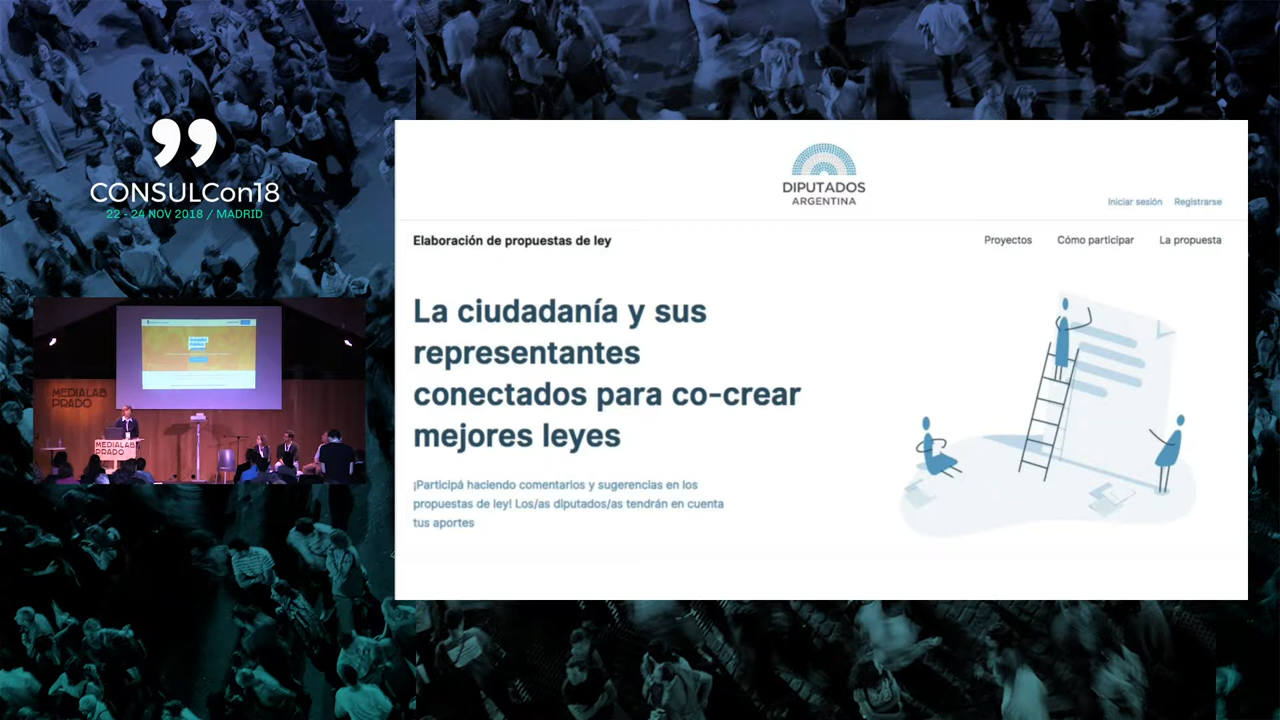 CONSULCon18
22 - 24 NOV 2018 / MADRID
MEDIALAB
PRADO
MEDIALAB
PRADO
DIPUTADOS
ARGENTINA
Iniciar sesión Registrarse
Elaboración de propuestas de ley
Proyectos Cómo participar La propuesta
La ciudadanía y sus
representantes
conectados para co-crear
mejores leyes
¡Participá haciendo comentarios y sugerencias en los
propuestas de ley! Los/as diputados/as tendrán en cuenta
tus aportes